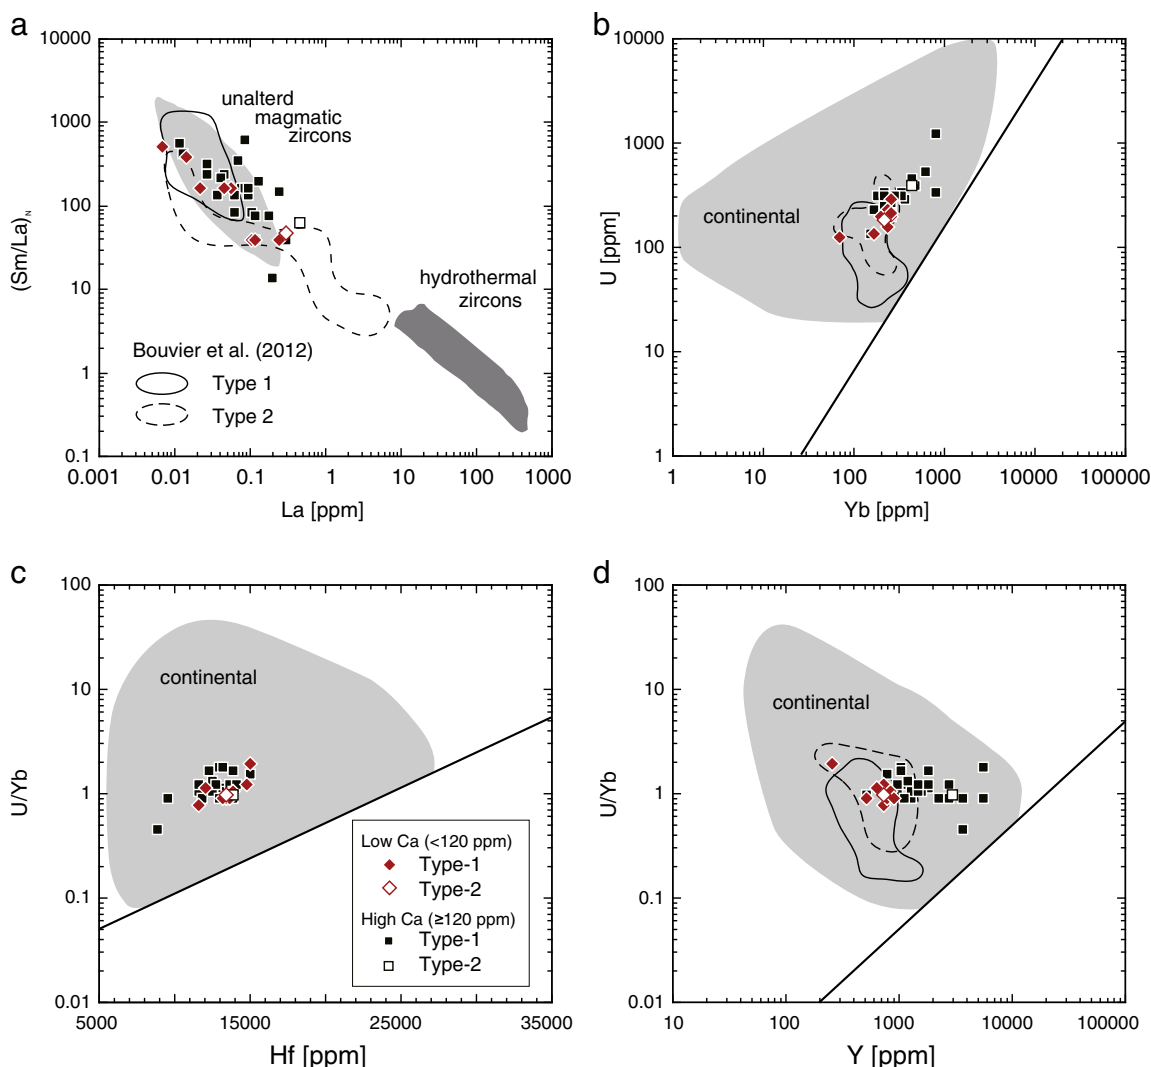 a
10000
1000
100
10
1
0.1
(Sm/La)N
unalterd
magmatic
zircons
hydrothermal
zircons
Bouvier et al. (2012)
Type 1
Type 2
0.001
0.01
0.1
1
10
100
1000
La [ppm]
b
10000
1000
100
10
1
U [ppm]
continental
1
10
100
1000
10000
100000
Yb [ppm]
c
100
10
1
0.1
0.01
U/Yb
continental
Low Ca (<120 ppm)
Type-1
Type-2
High Ca (≥120 ppm)
Type-1
Type-2
5000
15000
25000
35000
Hf [ppm]
d
100
10
1
0.1
0.01
U/Yb
continental
10
100
1000
10000
100000
Y [ppm]